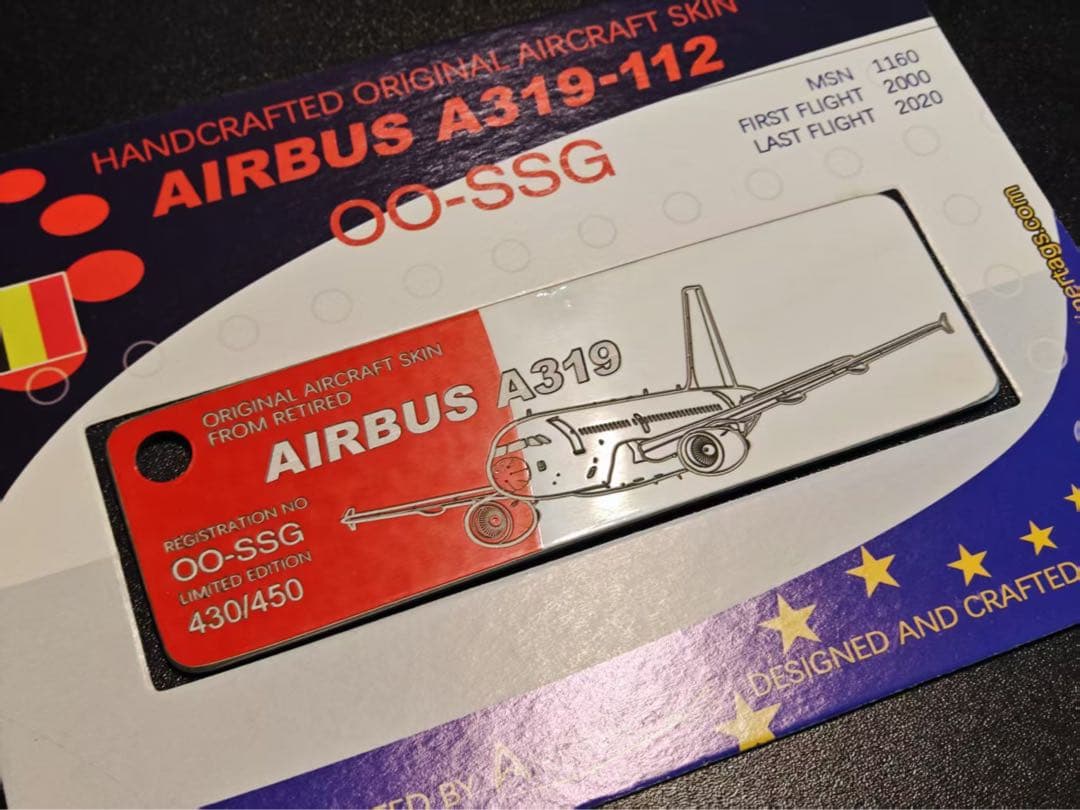 HANDCRAFTED ORIGINAL AIRCRAFT SKIN
AIRBUS A319-112
OO-SSG
MSN 1160
FIRST FLIGHT 2000
LAST FLIGHT 2020
ORIGINAL AIRCRAFT SKIN
FROM RETIRED
AIRBUS A319
REGISTRATION NO
OO-SSG
LIMITED EDITION
430/450
DESIGNED AND CRAFTED
BY